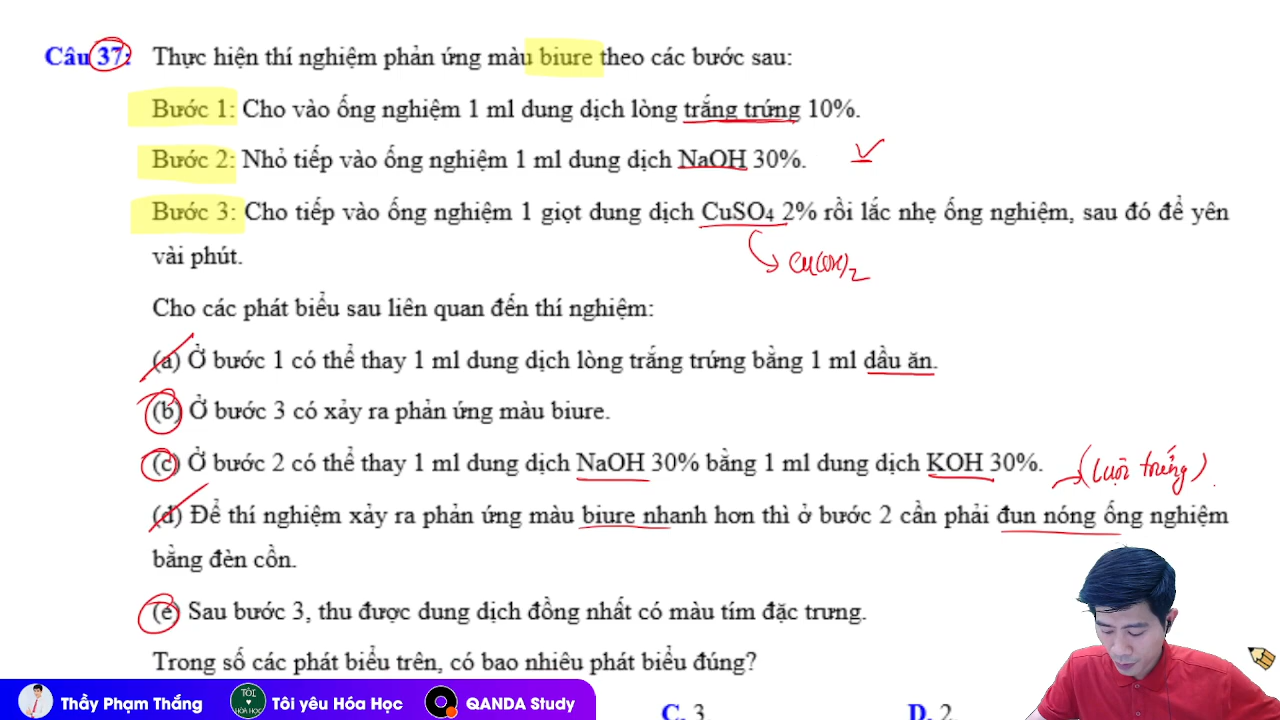 Câu 37: Thực hiện thí nghiệm phản ứng màu biure theo các bước sau:
Bước 1: Cho vào ống nghiệm 1 ml dung dịch lòng trắng trứng 10%.
Bước 2: Nhỏ tiếp vào ống nghiệm 1 ml dung dịch NaOH 30%.
Bước 3: Cho tiếp vào ống nghiệm 1 giọt dung dịch CuSO4 2% rồi lắc nhẹ ống nghiệm, sau đó để yên
vài phút.
Cu(OH)2
Cho các phát biểu sau liên quan đến thí nghiệm:
(a) Ở bước 1 có thể thay 1 ml dung dịch lòng trắng trứng bằng 1 ml dầu ăn.
(b) Ở bước 3 có xảy ra phản ứng màu biure.
(c) Ở bước 2 có thể thay 1 ml dung dịch NaOH 30% bằng 1 ml dung dịch KOH 30%.
(luộc trứng)
(d) Để thí nghiệm xảy ra phản ứng màu biure nhanh hơn thì ở bước 2 cần phải đun nóng ống nghiệm
bằng đèn cồn.
(e) Sau bước 3, thu được dung dịch đồng nhất có màu tím đặc trưng.
Trong số các phát biểu trên, có bao nhiêu phát biểu đúng?
C. 3 D. 2
Thầy Phạm Thắng TÔI YÊU HÓA HỌC Tôi yêu Hóa Học QANDA Study